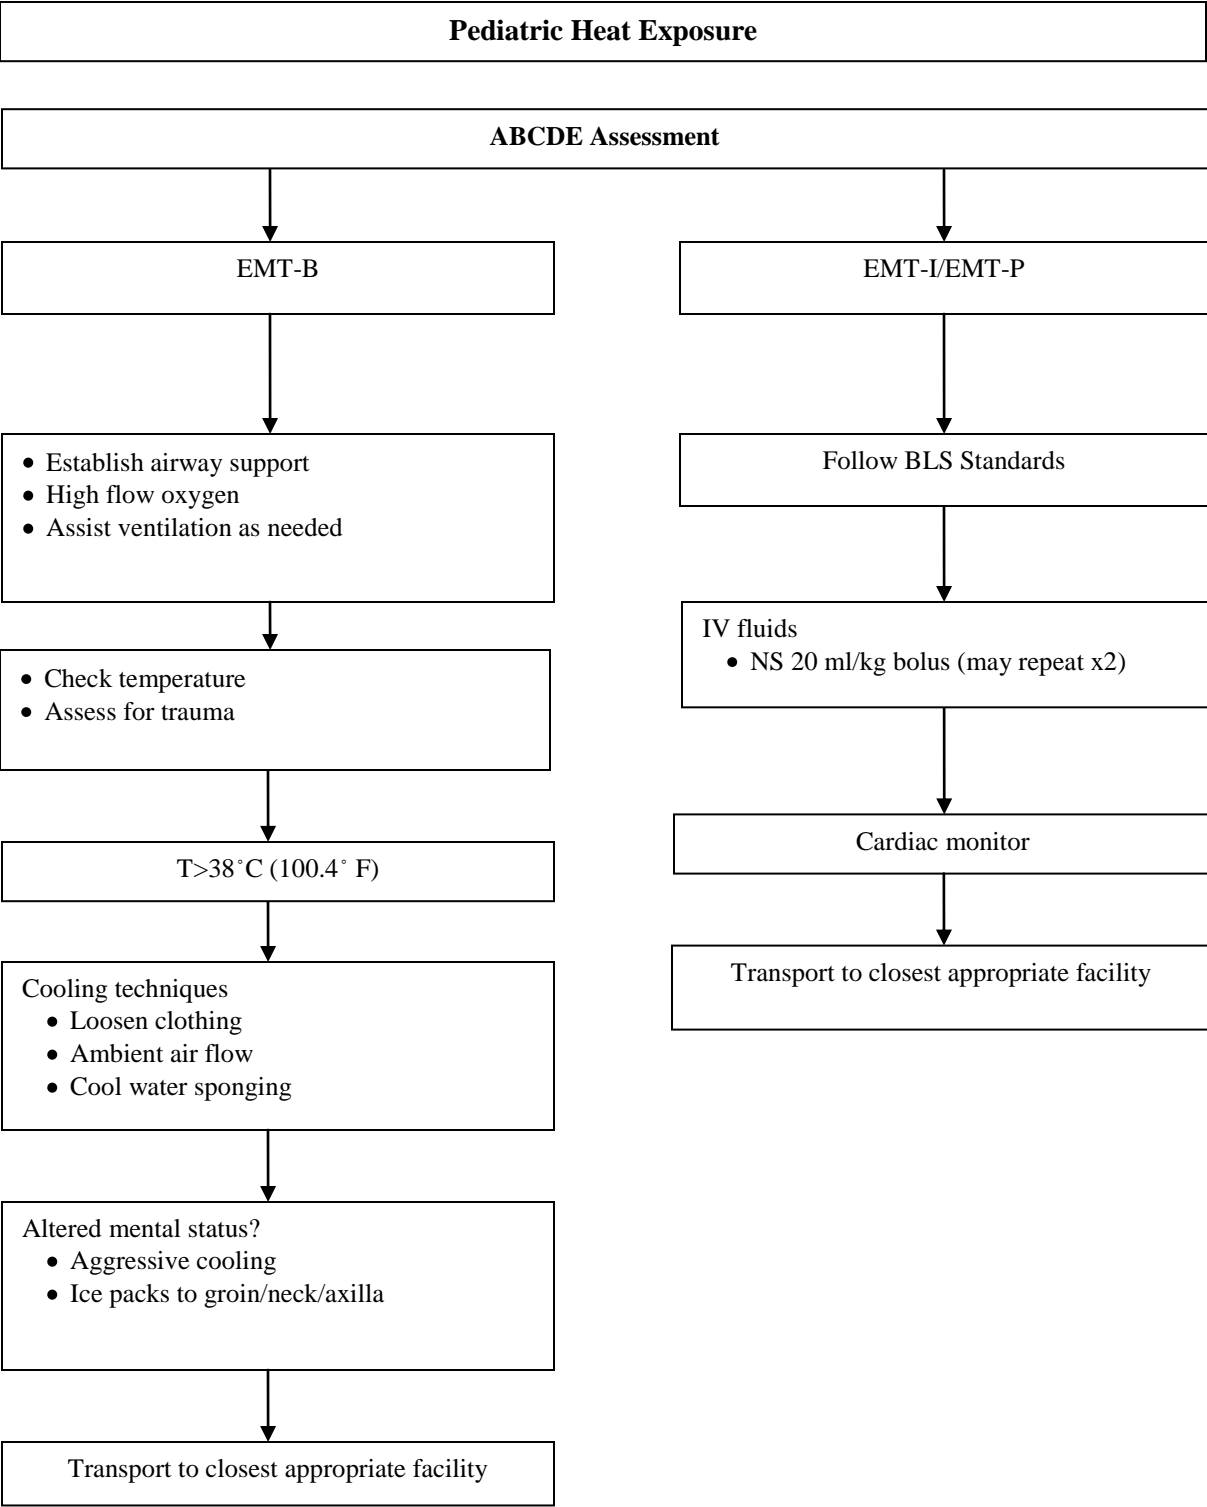 Pediatric Heat Exposure
ABCDE Assessment
EMT-B
• Establish airway support
• High flow oxygen
• Assist ventilation as needed
• Check temperature
• Assess for trauma
T>38˚C (100.4˚ F)
Cooling techniques
• Loosen clothing
• Ambient air flow
• Cool water sponging
Altered mental status?
• Aggressive cooling
• Ice packs to groin/neck/axilla
Transport to closest appropriate facility
EMT-I/EMT-P
Follow BLS Standards
IV fluids
• NS 20 ml/kg bolus (may repeat x2)
Cardiac monitor
Transport to closest appropriate facility